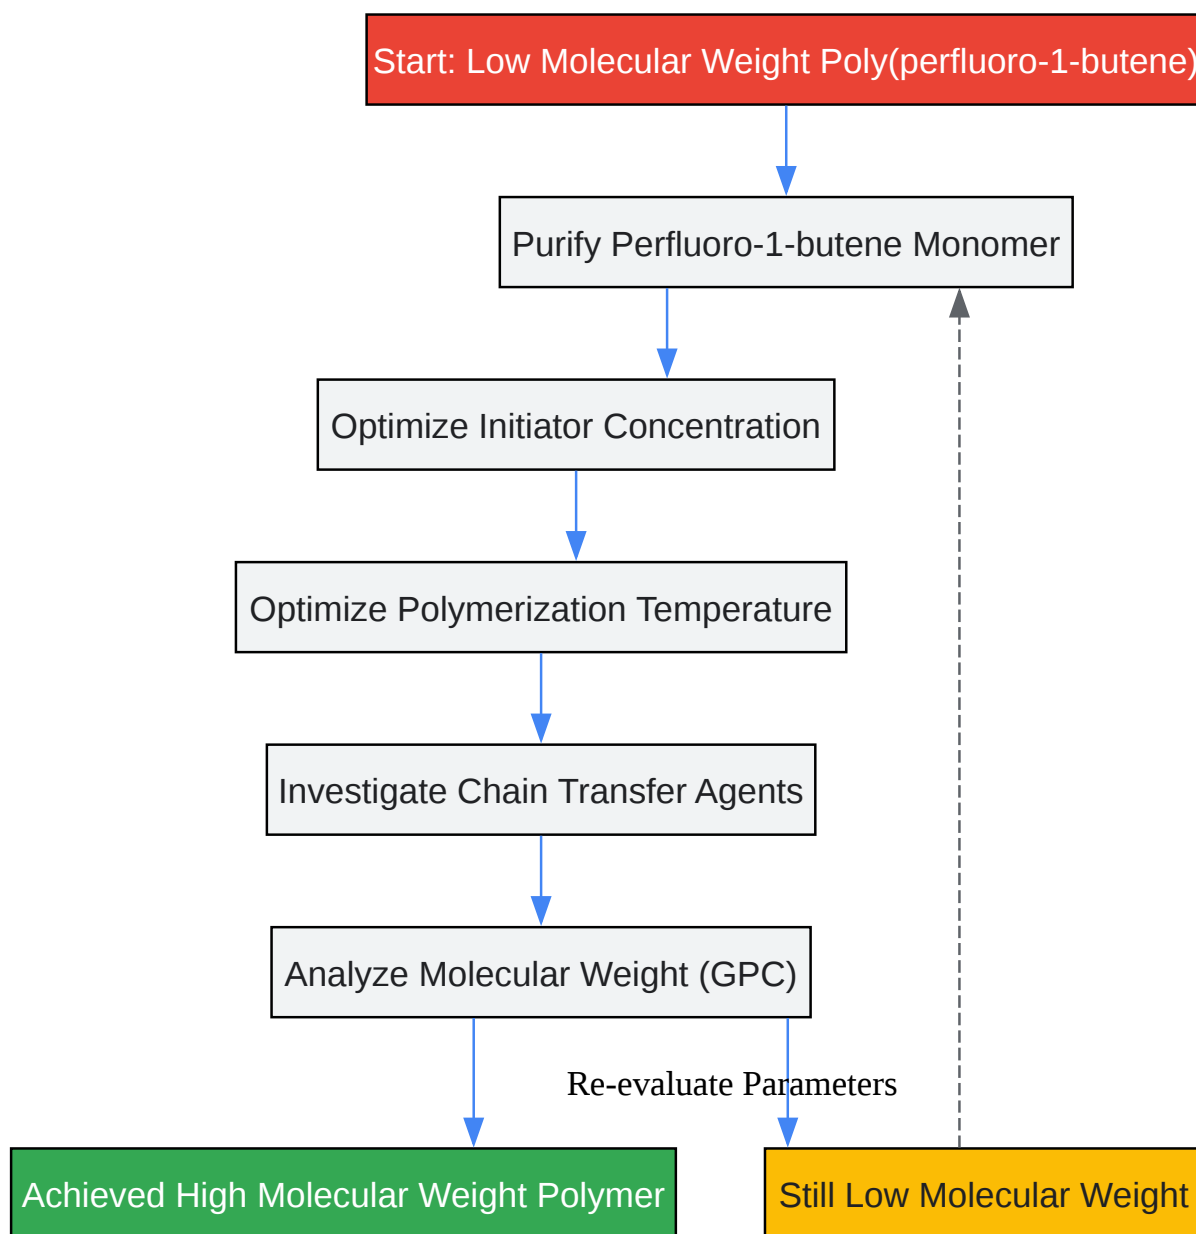 Start: Low Molecular Weight Poly(perfluoro-1-butene)
Purify Perfluoro-1-butene Monomer
Optimize Initiator Concentration
Optimize Polymerization Temperature
Investigate Chain Transfer Agents
Analyze Molecular Weight (GPC)
Re-evaluate Parameters
Achieved High Molecular Weight Polymer
Still Low Molecular Weight